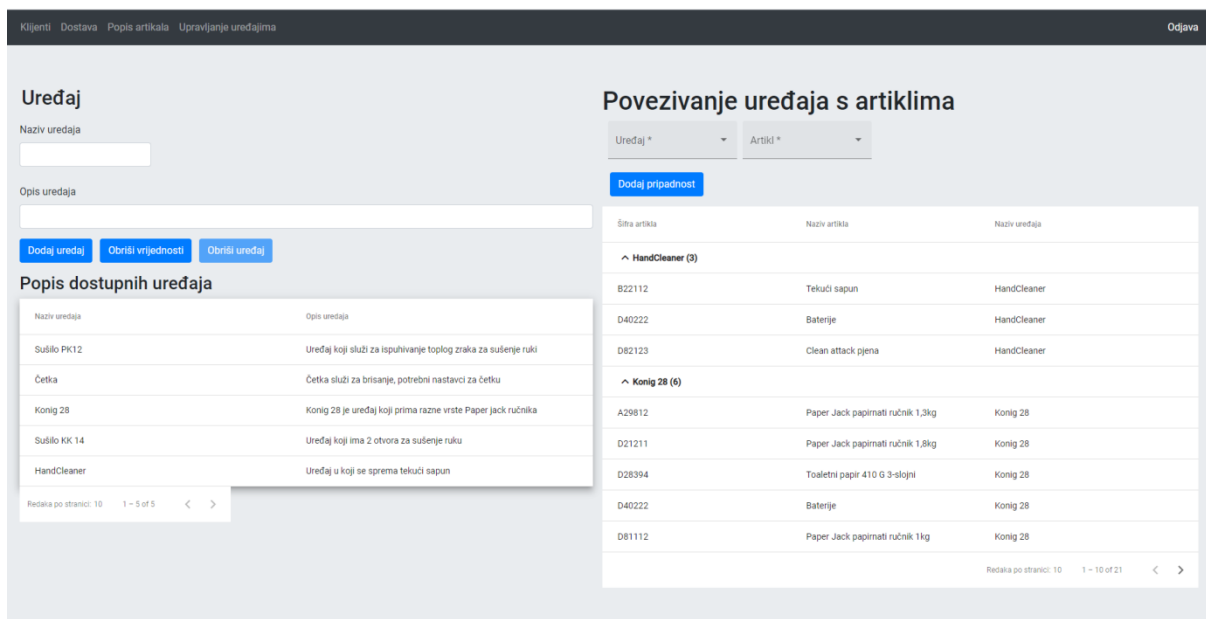 Klijenti Dostava Popis artikala Upravljanje uređajima Odjava
Uređaj
Naziv uredaja
Opis uredaja
Dodaj uredaj Obriši vrijednosti Obriši uređaj
Popis dostupnih uređaja
Naziv uredaja Opis uredaja
Sušilo PK12 Uređaj koji služi za ispuhivanje toplog zraka za sušenje ruki
Četka Četka služi za brisanje, potrebni nastavci za četku
Konig 28 Konig 28 je uređaj koji prima razne vrste Paper jack ručnika
Sušilo KK 14 Uređaj koji ima 2 otvora za sušenje ruku
HandCleaner Uređaj u koji se sprema tekući sapun
Redaka po stranici: 10 1 – 5 of 5
Povezivanje uređaja s artiklima
Uređaj * Artikl *
Dodaj pripadnost
Šifra artikla Naziv artikla Naziv uređaja
HandCleaner (3)
B22112 Tekući sapun HandCleaner
D40222 Baterije HandCleaner
D82123 Clean attack pjena HandCleaner
Konig 28 (6)
A29812 Paper Jack papirnati ručnik 1,3kg Konig 28
D21211 Paper Jack papirnati ručnik 1,8kg Konig 28
D28394 Toaletni papir 410 G 3-slojni Konig 28
D40222 Baterije Konig 28
D81112 Paper Jack papirnati ručnik 1kg Konig 28
Redaka po stranici: 10 1 – 10 of 21